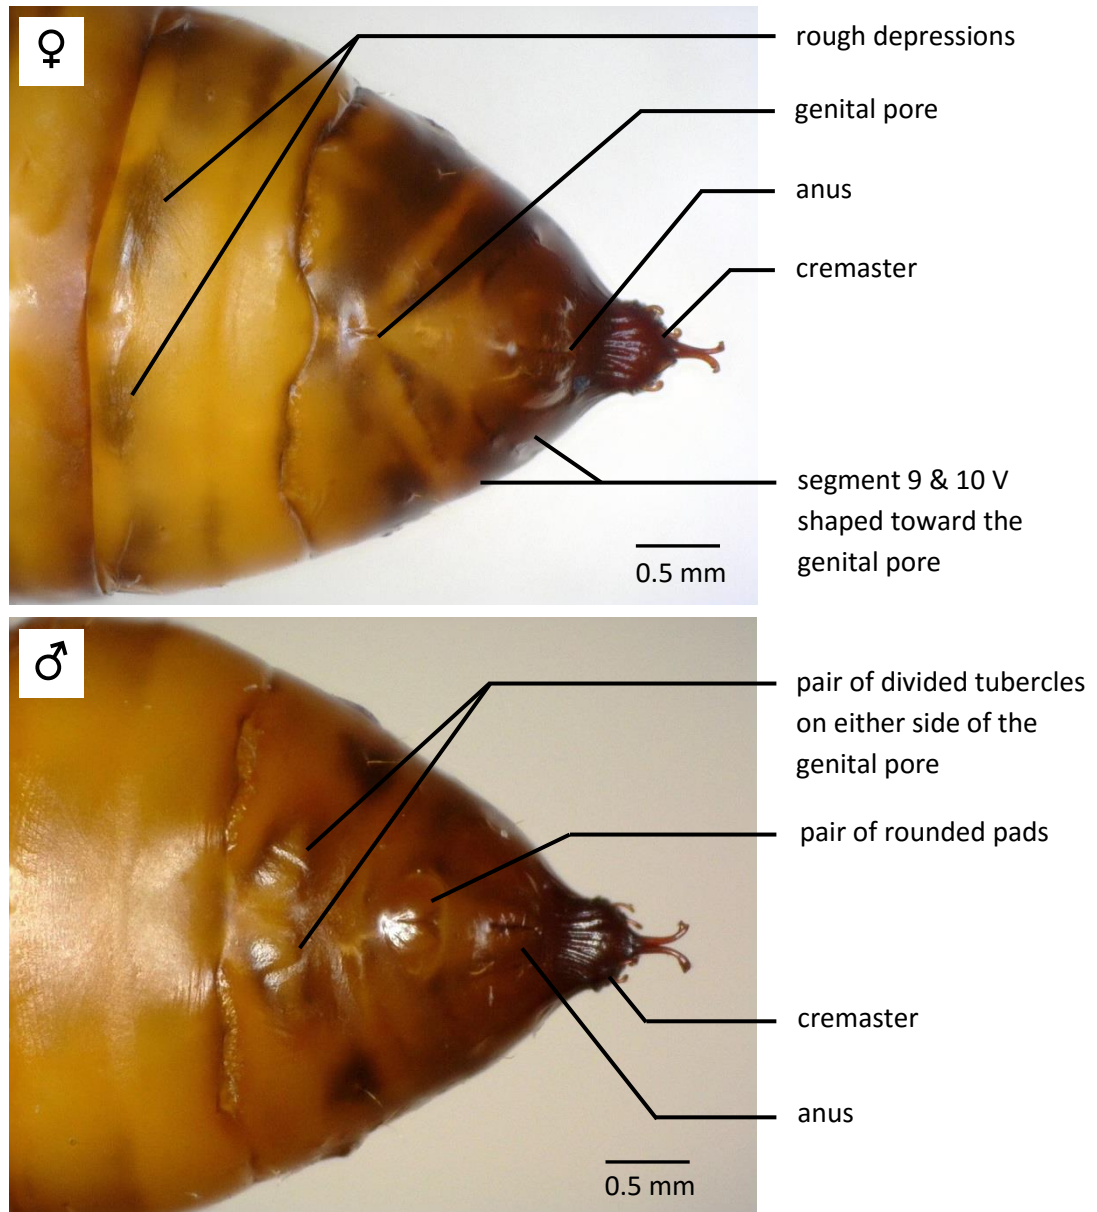 ♀
rough depressions
genital pore
anus
cremaster
segment 9 & 10 V
shaped toward the
genital pore
0.5 mm
♂
pair of divided tubercles
on either side of the
genital pore
pair of rounded pads
cremaster
anus
0.5 mm